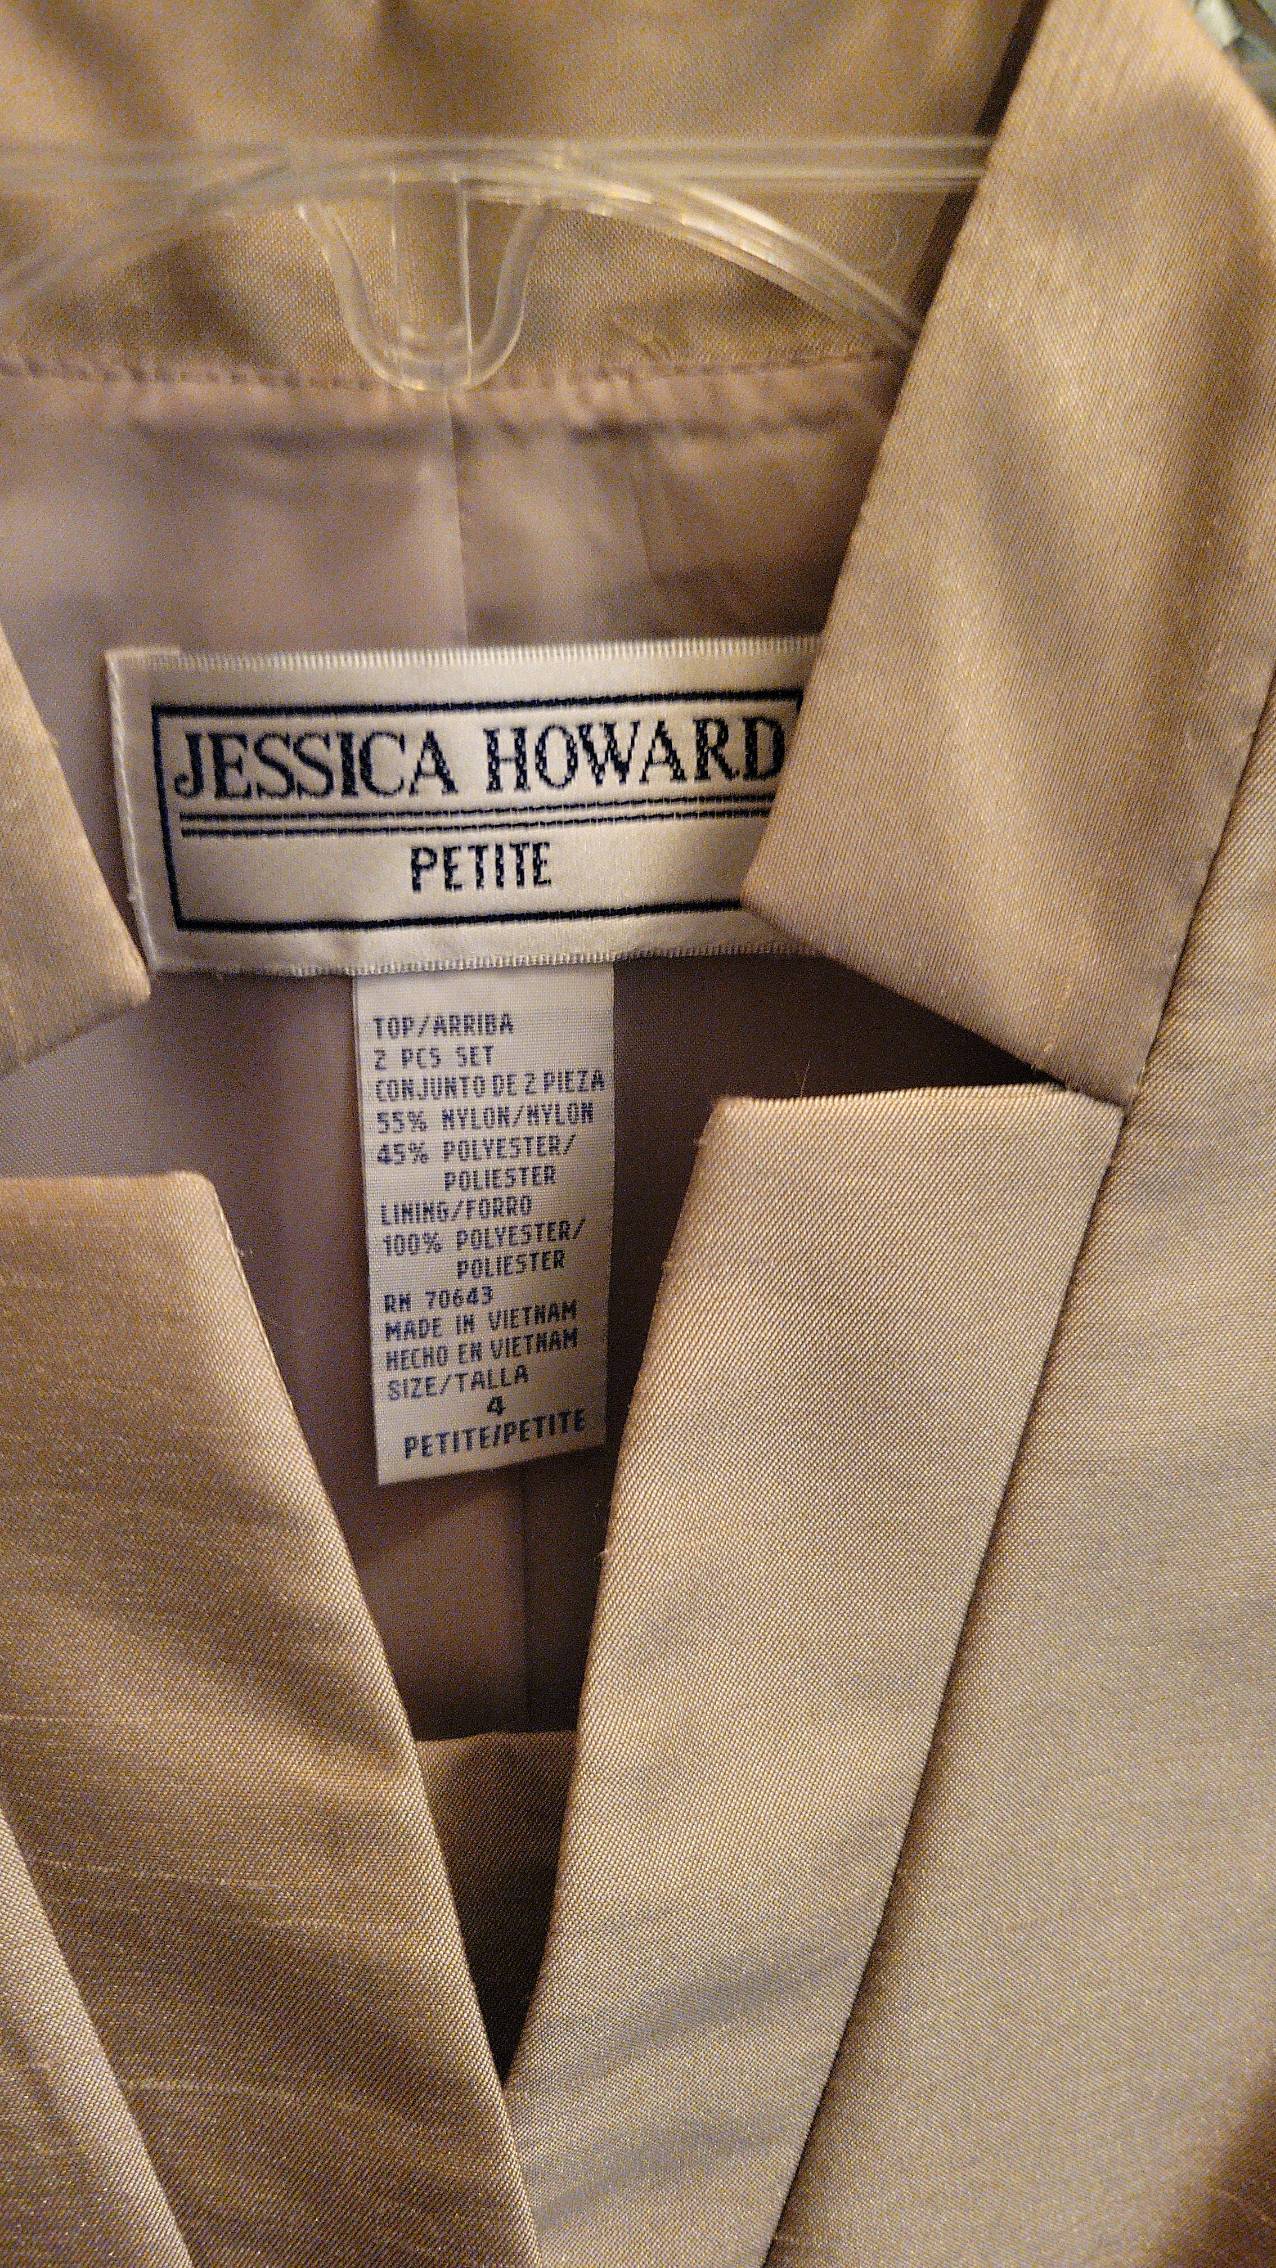 JESSICA HOWARD
PETITE
TOP/ARRIBA
2 PCS SET
CONJUNTO DE 2 PIEZA
55% NYLON/NYLON
45% POLYESTER/
POLIESTER
LINING/FORRO
100% POLYESTER/
POLIESTER
RN 70643
MADE IN VIETNAM
HECHO EN VIETNAM
SIZE/TALLA
4
PETITE/PETITE